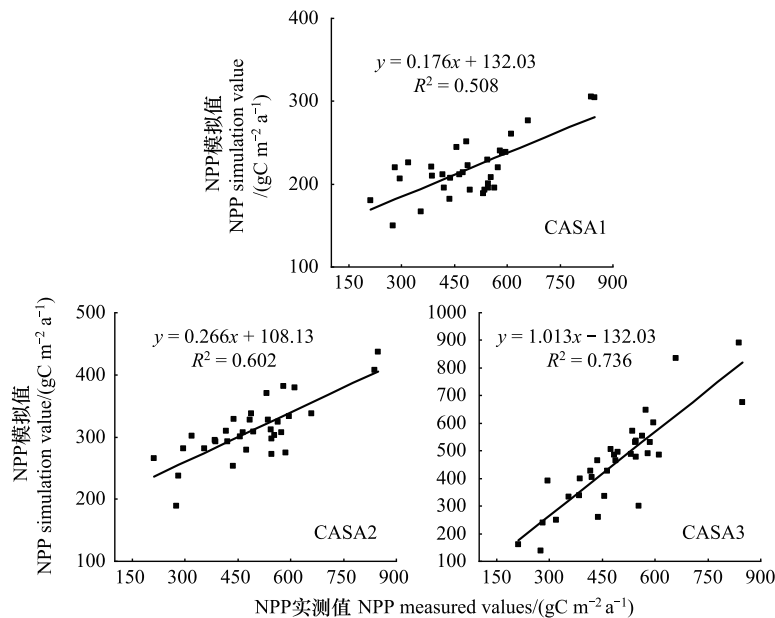 NPP模拟值
NPP simulation value
/(gC m⁻² a⁻¹)
400
300
200
100
y = 0.176x + 132.03
R² = 0.508
CASA1
150 300 450 600 750 900
NPP模拟值
NPP simulation value/(gC m⁻² a⁻¹)
500
400
300
200
100
y = 0.266x + 108.13
R² = 0.602
CASA2
150 300 450 600 750 900
1000
900
800
700
600
500
400
300
200
100
y = 1.013x − 132.03
R² = 0.736
CASA3
150 300 450 600 750 900
NPP实测值 NPP measured values/(gC m⁻² a⁻¹)